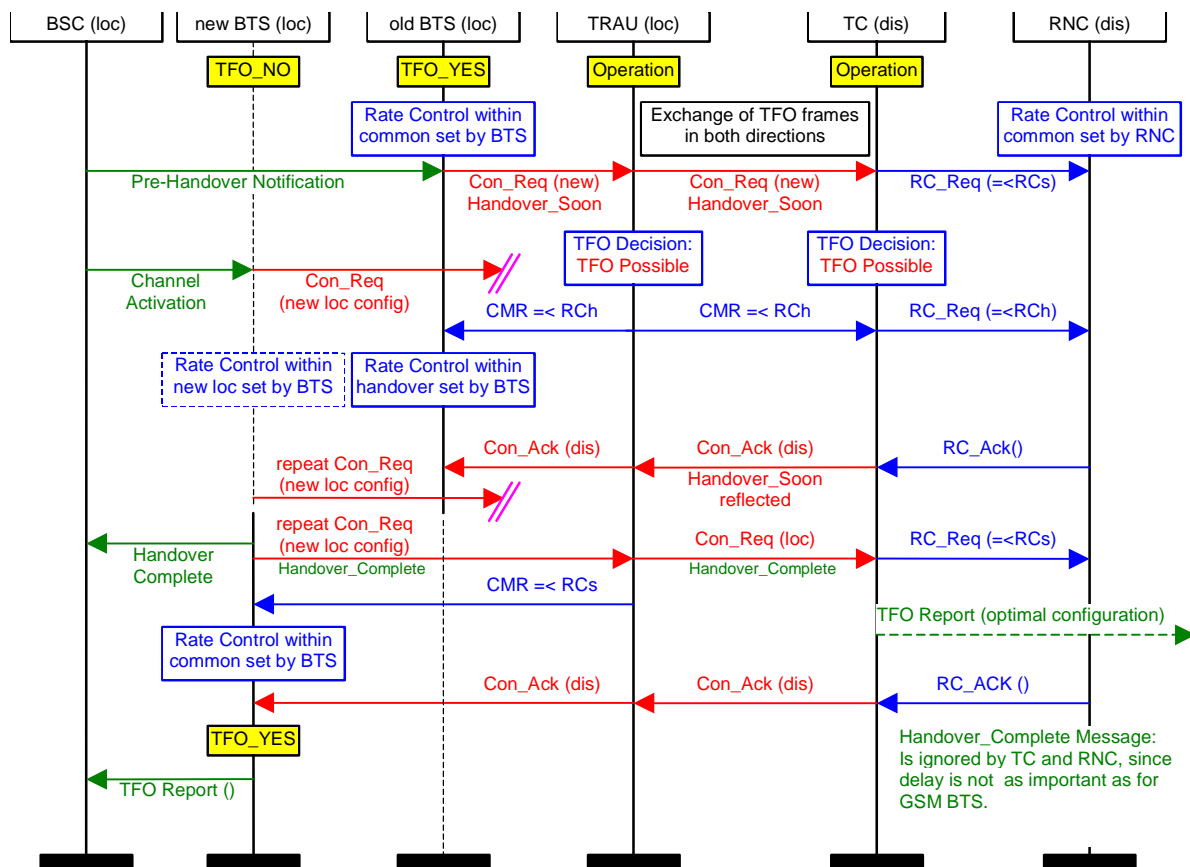 BSC (loc)
new BTS (loc)
old BTS (loc)
TRAU (loc)
TC (dis)
RNC (dis)
TFO_NO
TFO_YES
Operation
Operation
Rate Control within
common set by BTS
Exchange of TFO frames
in both directions
Rate Control within
common set by RNC
Pre-Handover Notification
Con_Req (new)
Handover_Soon
Con_Req (new)
Handover_Soon
RC_Req (=<RCs)
TFO Decision:
TFO Possible
TFO Decision:
TFO Possible
Channel
Activation
Con_Req
(new loc config)
CMR =< RCh
CMR =< RCh
RC_Req (=<RCh)
Rate Control within
new loc set by BTS
Rate Control within
handover set by BTS
Con_Ack (dis)
Con_Ack (dis)
Handover_Soon
reflected
RC_Ack()
repeat Con_Req
(new loc config)
repeat Con_Req
(new loc config)
Handover_Complete
Handover
Complete
Con_Req (loc)
Handover_Complete
RC_Req (=<RCs)
CMR =< RCs
TFO Report (optimal configuration)
Rate Control within
common set by BTS
Con_Ack (dis)
Con_Ack (dis)
RC_ACK ()
TFO_YES
Handover_Complete Message:
Is ignored by TC and RNC, since
delay is not as important as for
GSM BTS.
TFO Report ()